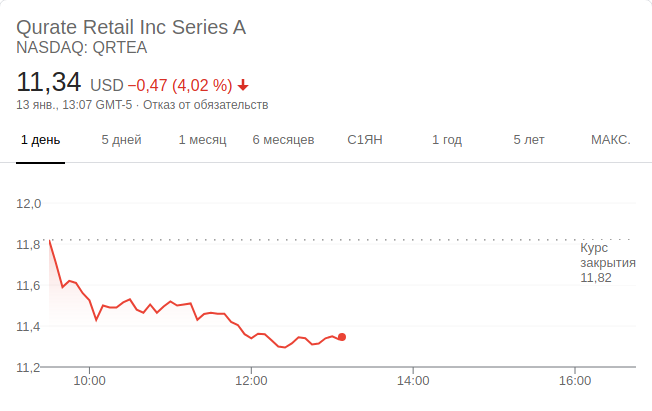 Qurate Retail Inc Series A
NASDAQ: QRTEA
11,34 USD −0,47 (4,02 %)
13 янв., 13:07 GMT-5 · Отказ от обязательств
1 день 5 дней 1 месяц 6 месяцев С1ЯН 1 год 5 лет МАКС.
12,0
11,8
Курс
закрытия
11,82
11,6
11,4
11,2
10:00 12:00 14:00 16:00